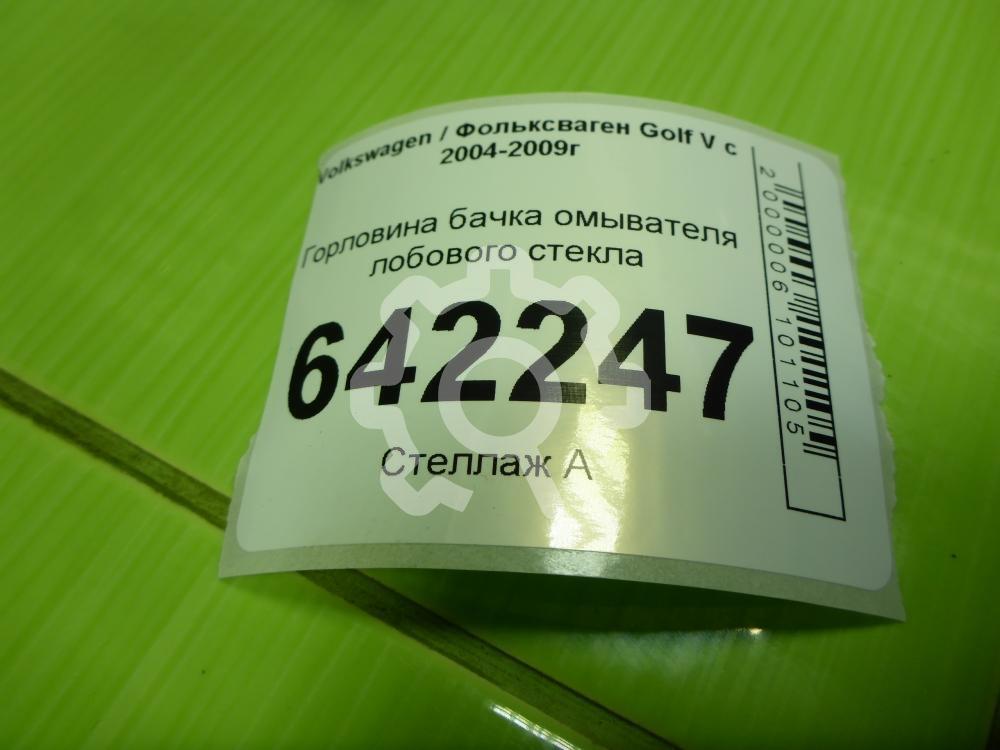 Volkswagen / Фольксваген Golf V с
2004-2009г
Горловина бачка омывателя
лобового стекла
642247
Стеллаж А
2000006101105